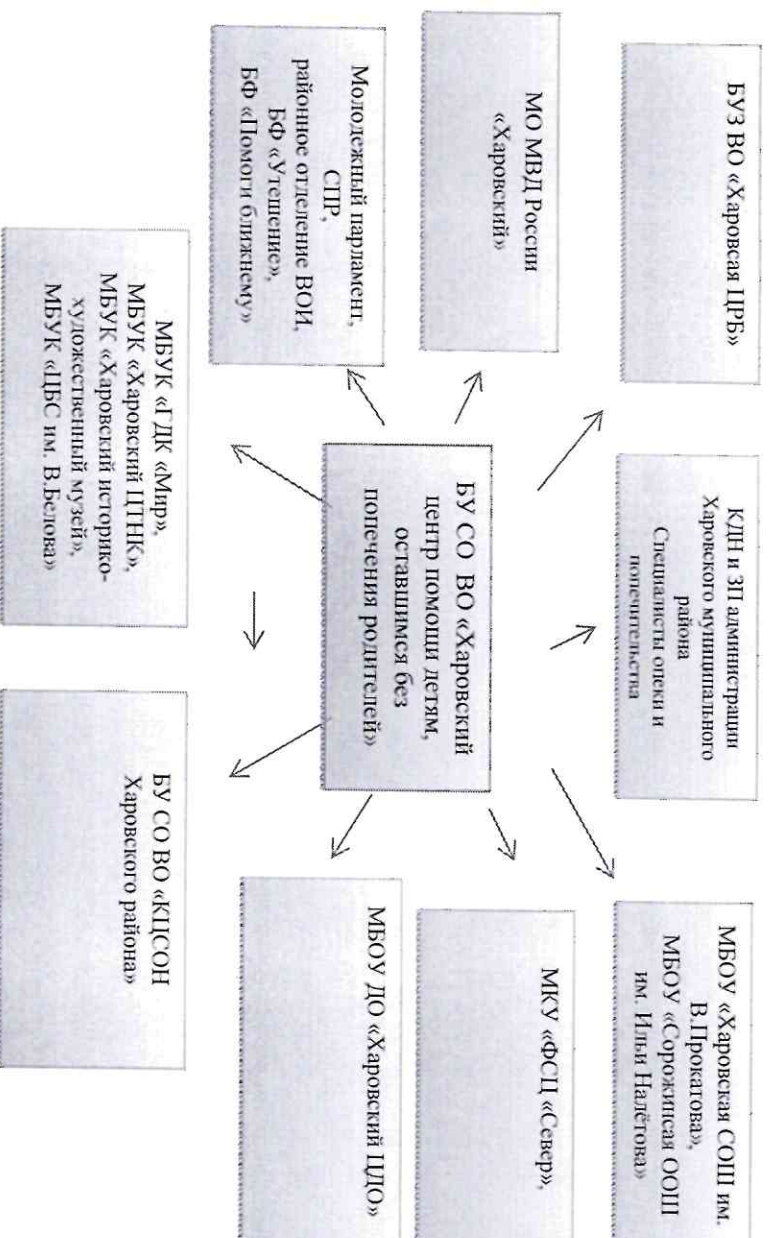 БУЗ ВО «Харовсая ЦРБ»
КДН и ЗП администрации
Харовского муниципального
района
Специалисты опеки и
попечительства
МБОУ «Харовская СОШ им.
В.Прокатова»,
МБОУ «Сорожинсая ООШ
им. Ильи Налётова»
МО МВД России
«Харовский»
БУ СО ВО «Харовский
центр помощи детям,
оставшимся без
попечения родителей»
МКУ «ФСЦ «Север»,
Молодежный парламент,
СПР,
районное отделение ВОИ,
БФ «Утешение»,
БФ «Помоги ближнему»
МБОУ ДО «Харовский ЦДО»
МБУК «ГДК «Мир»,
МБУК «Харовский ЦТНК»,
МБУК «Харовский историко-
художественный музей»,
МБУК «ЦБС им. В.Белова»
БУ СО ВО «КЦСОН
Харовского района»